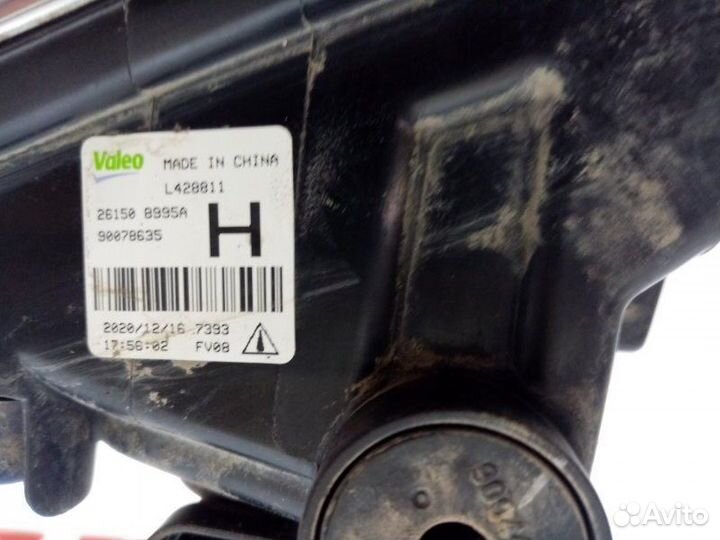 Valeo MADE IN CHINA
L428811
26150 8995A
H
90078635
2020/12/16 7393
17:56:02 FV08
Avito